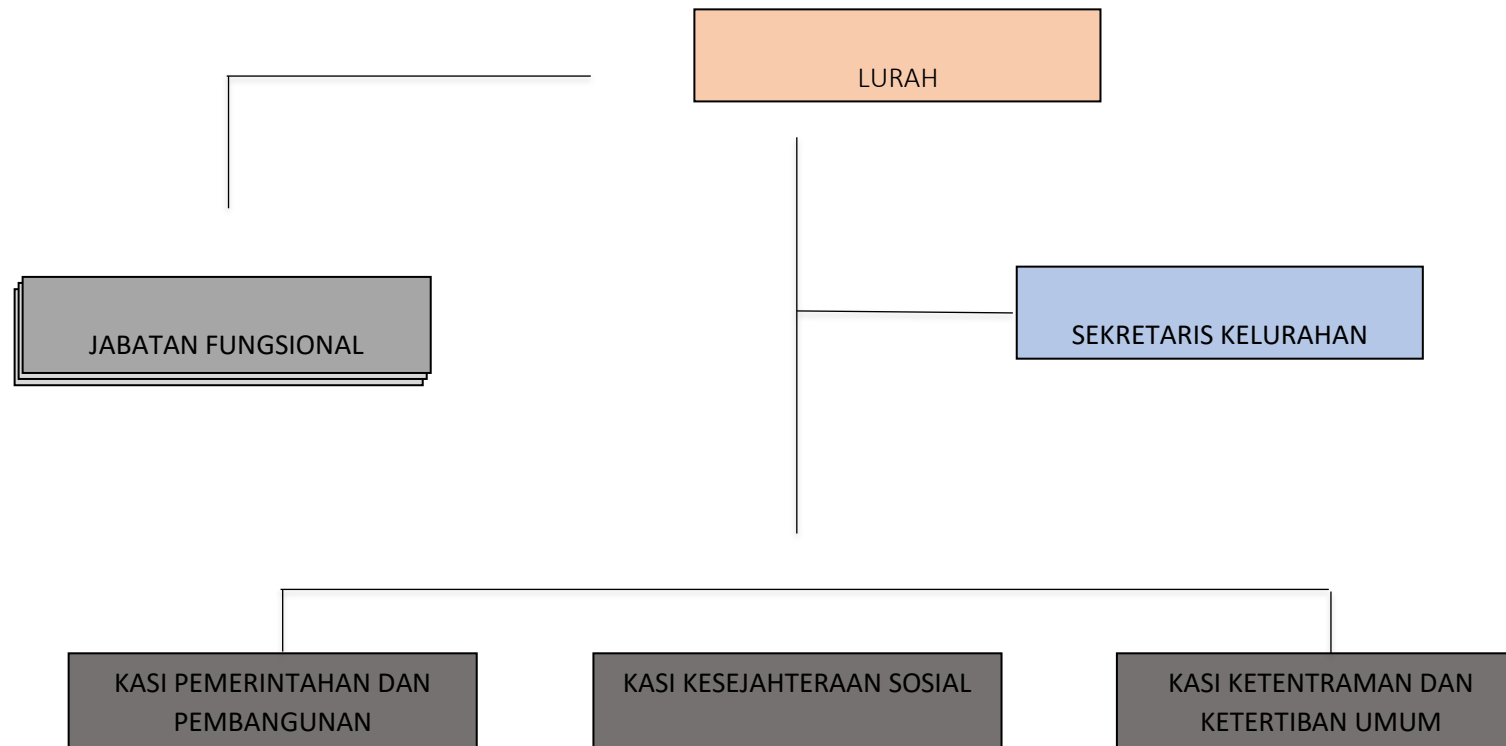 LURAH
JABATAN FUNGSIONAL
SEKRETARIS KELURAHAN
KASI PEMERINTAHAN DAN
PEMBANGUNAN
KASI KESEJAHTERAAN SOSIAL
KASI KETENTRAMAN DAN
KETERTIBAN UMUM